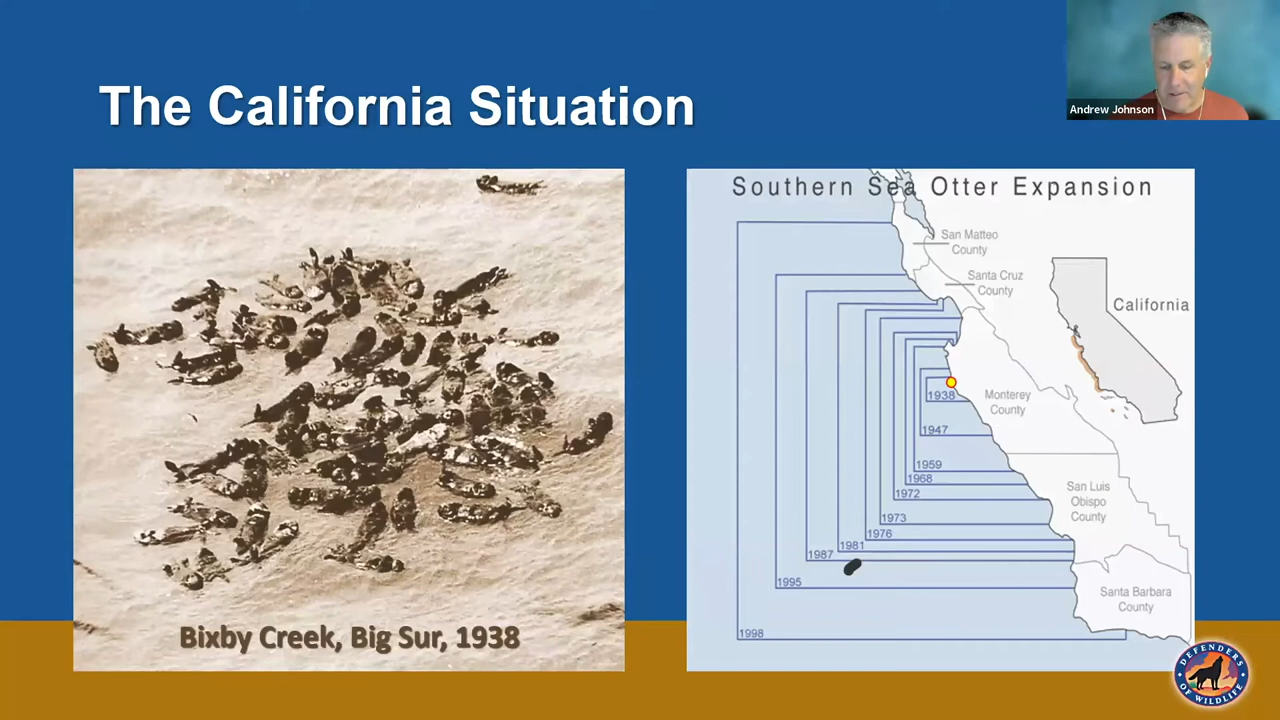 The California Situation
Andrew Johnson
Bixby Creek, Big Sur, 1938
Southern Sea Otter Expansion
San Matteo
County
Santa Cruz
County
California
1938
Monterey
County
1947
1959
1968
1972
San Luis
Obispo
County
1973
1976
1981
1987
1995
Santa Barbara
County
1998
DEFENDERS
OF WILDLIFE